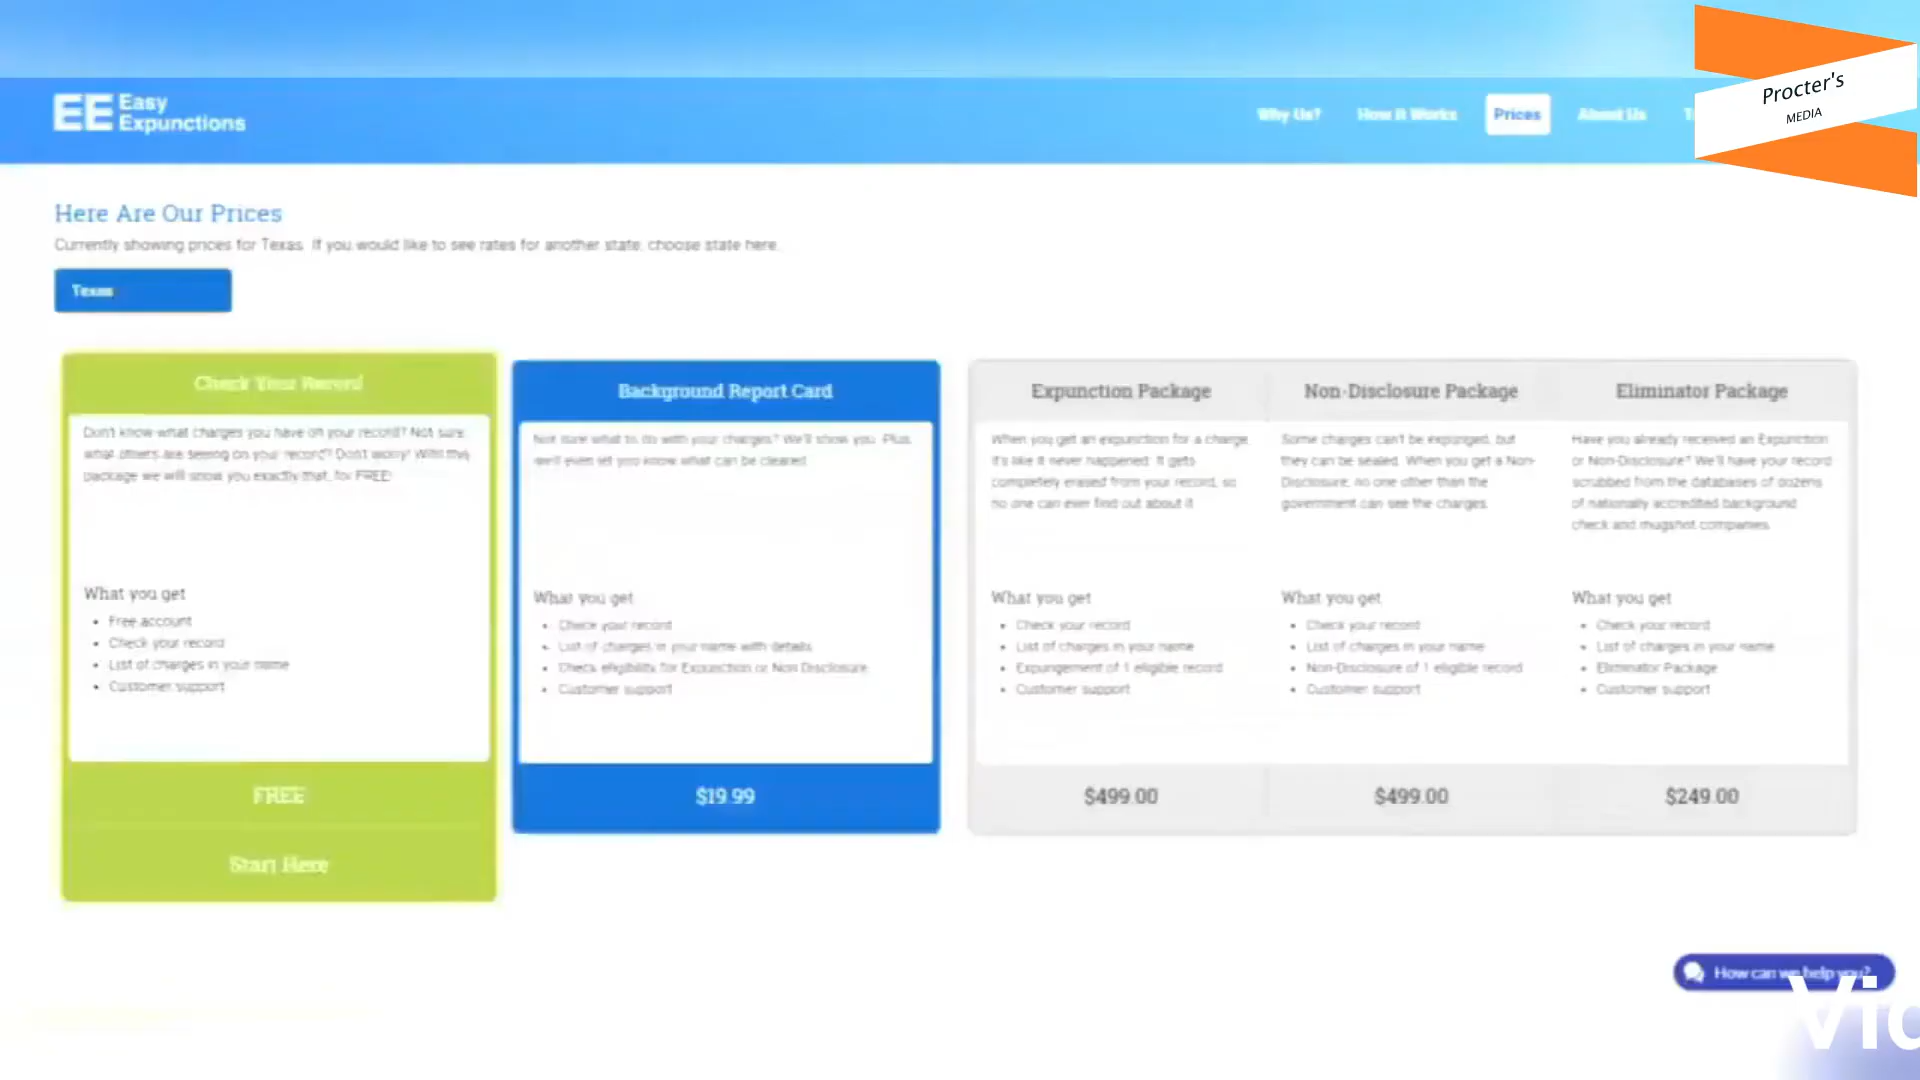 EE Easy
Expunctions
Why Us?
How It Works
Prices
About Us
Procter's
MEDIA
Here Are Our Prices
Currently showing prices for Texas. If you would like to see rates for another state, choose state here.
Texas
Check Your Record
Don't know what charges you have on your record? Not sure
what others are seeing on your record? Don't worry! With this
package we will show you exactly that, for FREE!
What you get
• Free account
• Check your record
• List of charges in your name
• Customer support
FREE
Start Here
Background Report Card
Not sure what to do with your charges? We'll show you. Plus,
we'll even let you know what can be cleared.
What you get
• Check your record
• List of charges in your name with details
• Check eligibility for Expunction or Non Disclosure
• Customer support
$19.99
Expunction Package
When you get an expunction for a charge
it's like it never happened. It gets
completely erased from your record, so
no one can ever find out about it
What you get
• Check your record
• List of charges in your name
• Expungement of 1 eligible record
• Customer support
$499.00
Non-Disclosure Package
Some charges can't be expunged, but
they can be sealed. When you get a Non-
Disclosure, no one other than the
government can see the charges.
What you get
• Check your record
• List of charges in your name
• Non-Disclosure of 1 eligible record
• Customer support
$499.00
Eliminator Package
Have you already received an Expunction
or Non-Disclosure? We'll have your record
scrubbed from the databases of dozens
of nationally accredited background
check and mugshot companies.
What you get
• Check your record
• List of charges in your name
• Eliminator Package
• Customer support
$249.00
How can we help you?